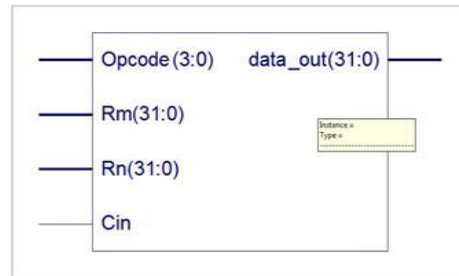 Opcode(3:0) data_out(31:0)
Rm(31:0)
Instance =
Type =
Rn(31:0)
Cin